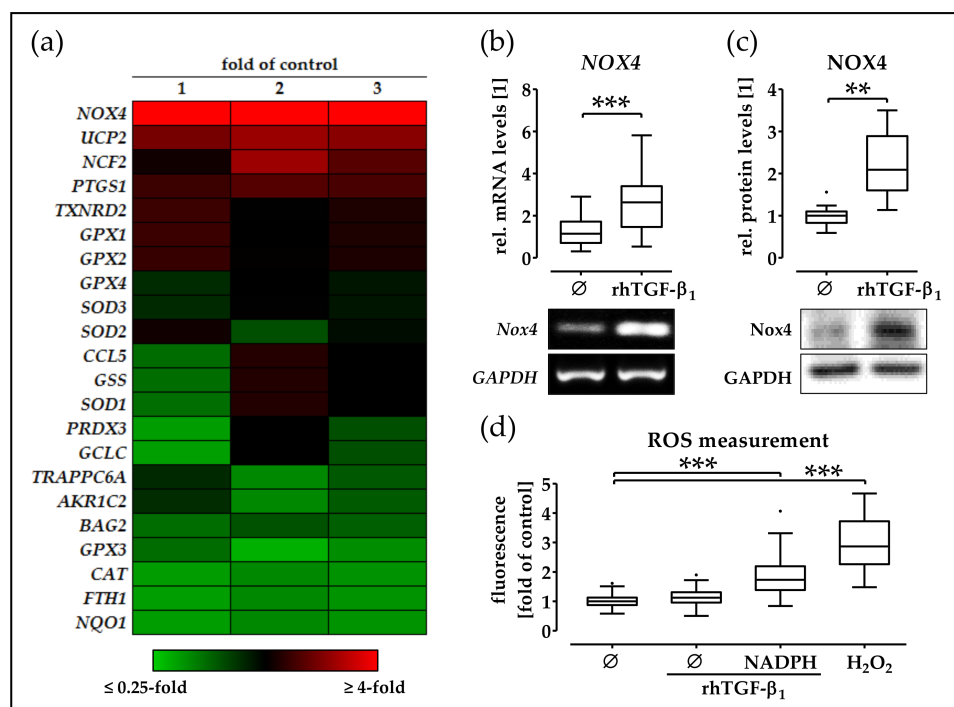 (a)
fold of control
1 2 3
NOX4
UCP2
NCF2
PTGS1
TXNRD2
GPX1
GPX2
GPX4
SOD3
SOD2
CCL5
GSS
SOD1
PRDX3
GCLC
TRAPPC6A
AKR1C2
BAG2
GPX3
CAT
FTH1
NQO1
≤ 0.25-fold ≥ 4-fold
(b)
NOX4
rel. mRNA levels [1]
8
6
4
2
0
***
∅ rhTGF-β₁
Nox4
GAPDH
(c)
NOX4
rel. protein levels [1]
4
3
2
1
0
**
∅ rhTGF-β₁
Nox4
GAPDH
(d)
ROS measurement
fluorescence
[fold of control]
5
4
3
2
1
0
*** ***
∅ ∅ NADPH H₂O₂
rhTGF-β₁